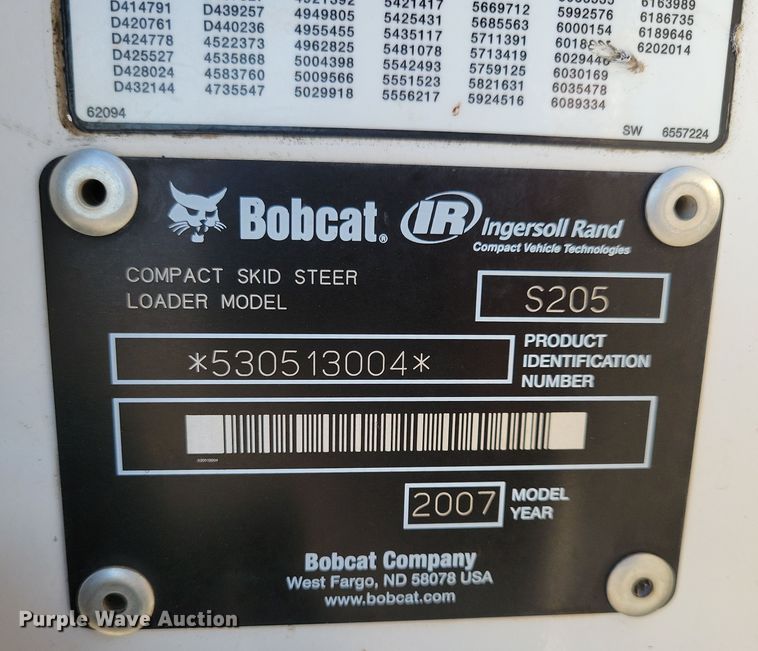 D414791 D439257 4949805 5421417 5669712 5992576 6163989
D420761 D440236 4955455 5425431 5685563 6000154 6186735
D424778 4522373 4962825 5435117 5711391 6189646
D425527 4535868 5004398 5481078 5713419 6029446 6202014
D428024 4583760 5009566 5542493 5759125 6030169
D432144 4735547 5029918 5551523 5821631 6035478
5556217 5924516 6089334
62094
SW 6557224
Bobcat®
IR Ingersoll Rand
Compact Vehicle Technologies
COMPACT SKID STEER
LOADER MODEL
S205
*530513004*
PRODUCT
IDENTIFICATION
NUMBER
530513004
2007
MODEL
YEAR
Bobcat Company
West Fargo, ND 58078 USA
www.bobcat.com
Purple Wave Auction